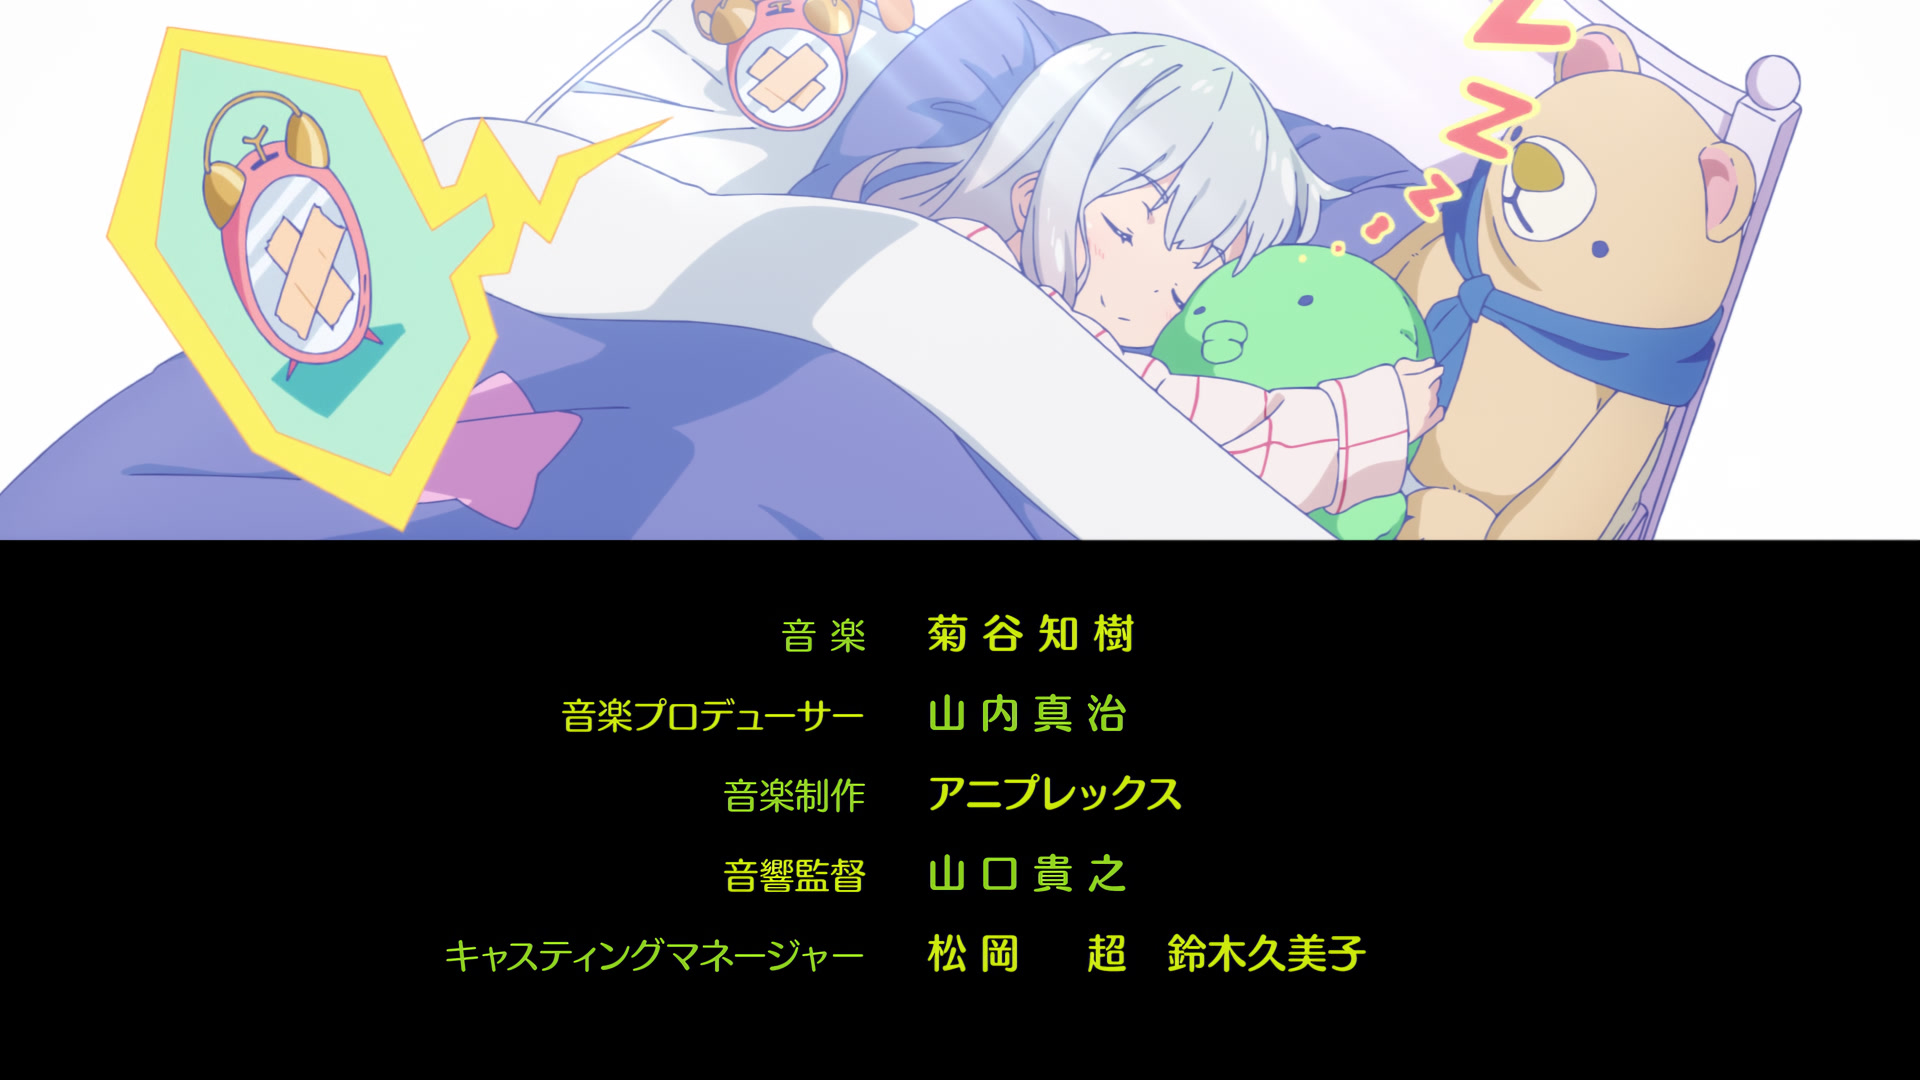 Z
Z
Z
音楽 菊谷知樹
音楽プロデューサー 山内真治
音楽制作 アニプレックス
音響監督 山口貴之
キャスティングマネージャー 松岡 超 鈴木久美子